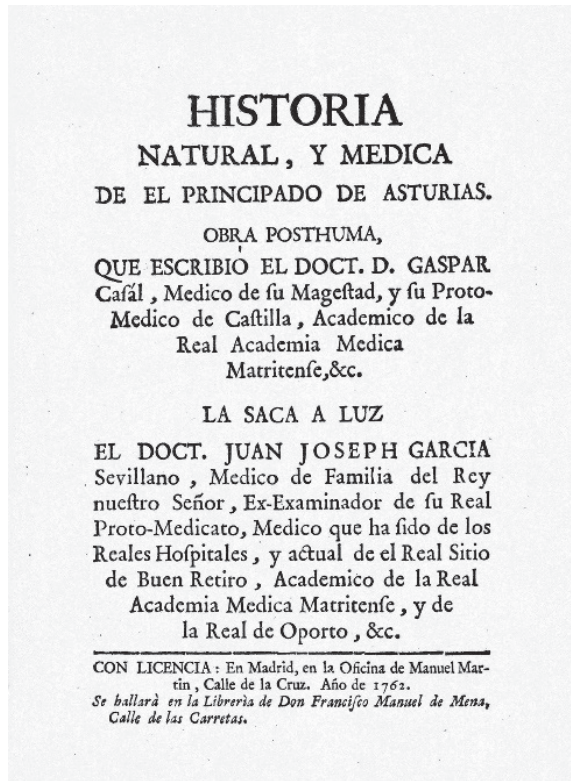 HISTORIA
NATURAL, Y MEDICA
DE EL PRINCIPADO DE ASTURIAS.
OBRA POSTHUMA,
QUE ESCRIBIÒ EL DOCT. D. GASPAR
Caſál, Medico de ſu Mageſtad, y ſu Proto-
Medico de Caſtilla, Academico de la
Real Academia Medica
Matritenſe, &c.
LA SACA A LUZ
EL DOCT. JUAN JOSEPH GARCIA
Sevillano, Medico de Familia del Rey
nueſtro Señor, Ex-Examinador de ſu Real
Proto-Medicato, Medico que ha ſido de los
Reales Hoſpitales, y actual de el Real Sitio
de Buen Retiro, Academico de la Real
Academia Medica Matritenſe, y de
la Real de Oporto, &c.
CON LICENCIA: En Madrid, en la Oficina de Manuel Mar-
tin, Calle de la Cruz. Año de 1762.
Se hallarà en la Librerìa de Don Franciſco Manuel de Mena,
Calle de las Carretas.